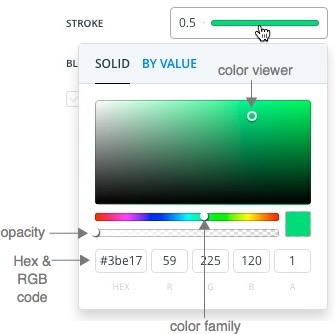 STROKE
0.5
BL
SOLID BY VALUE
color viewer
opacity
#3be17 59 225 120 1
HEX R G B A
Hex &
RGB
code
color family